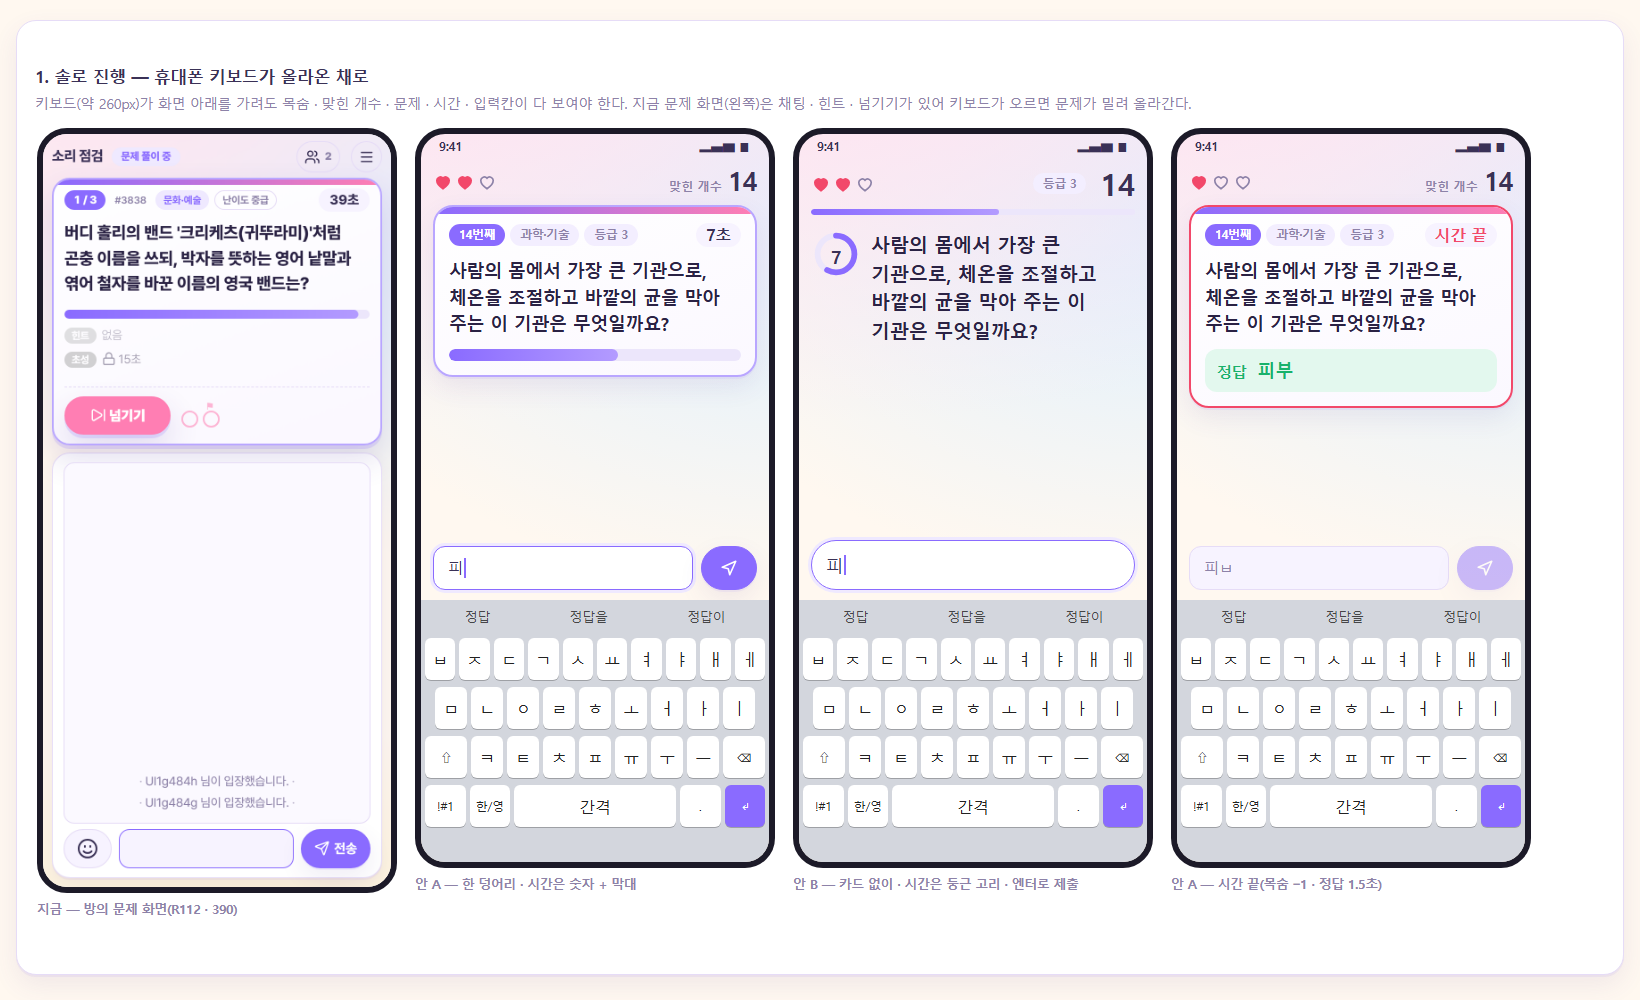 1. 솔로 진행 — 휴대폰 키보드가 올라온 채로
키보드(약 260px)가 화면 아래를 가려도 목숨 · 맞힌 개수 · 문제 · 시간 · 입력칸이 다 보여야 한다. 지금 문제 화면(왼쪽)은 채팅 · 힌트 · 넘기기가 있어 키보드가 오르면 문제가 밀려 올라간다.
소리 점검 문제 풀이 중 2
1 / 3 #3838 문화·예술 난이도 중급 39초
버디 홀리의 밴드 '크리케츠(귀뚜라미)'처럼
곤충 이름을 쓰되, 박자를 뜻하는 영어 낱말과
엮어 철자를 바꾼 이름의 영국 밴드는?
힌트 없음
초성 15초
넘기기
· Ul1g484h 님이 입장했습니다. ·
· Ul1g484g 님이 입장했습니다. ·
전송
지금 — 방의 문제 화면(R112 · 390)
9:41
맞힌 개수 14
14번째 과학·기술 등급 3 7초
사람의 몸에서 가장 큰 기관으로,
체온을 조절하고 바깥의 균을 막아
주는 이 기관은 무엇일까요?
피
정답 정답을 정답이
ㅂ ㅈ ㄷ ㄱ ㅅ ㅛ ㅕ ㅑ ㅐ ㅔ
ㅁ ㄴ ㅇ ㄹ ㅎ ㅗ ㅓ ㅏ ㅣ
⇧ ㅋ ㅌ ㅊ ㅍ ㅠ ㅜ ㅡ ⌫
!#1 한/영 간격 . ↲
안 A — 한 덩어리 · 시간은 숫자 + 막대
9:41
등급 3 14
7
사람의 몸에서 가장 큰
기관으로, 체온을 조절하고
바깥의 균을 막아 주는 이
기관은 무엇일까요?
피
정답 정답을 정답이
ㅂ ㅈ ㄷ ㄱ ㅅ ㅛ ㅕ ㅑ ㅐ ㅔ
ㅁ ㄴ ㅇ ㄹ ㅎ ㅗ ㅓ ㅏ ㅣ
⇧ ㅋ ㅌ ㅊ ㅍ ㅠ ㅜ ㅡ ⌫
!#1 한/영 간격 . ↲
안 B — 카드 없이 · 시간은 둥근 고리 · 엔터로 제출
9:41
맞힌 개수 14
14번째 과학·기술 등급 3 시간 끝
사람의 몸에서 가장 큰 기관으로,
체온을 조절하고 바깥의 균을 막아
주는 이 기관은 무엇일까요?
정답 피부
피ㅂ
정답 정답을 정답이
ㅂ ㅈ ㄷ ㄱ ㅅ ㅛ ㅕ ㅑ ㅐ ㅔ
ㅁ ㄴ ㅇ ㄹ ㅎ ㅗ ㅓ ㅏ ㅣ
⇧ ㅋ ㅌ ㅊ ㅍ ㅠ ㅜ ㅡ ⌫
!#1 한/영 간격 . ↲
안 A — 시간 끝(목숨 −1 · 정답 1.5초)